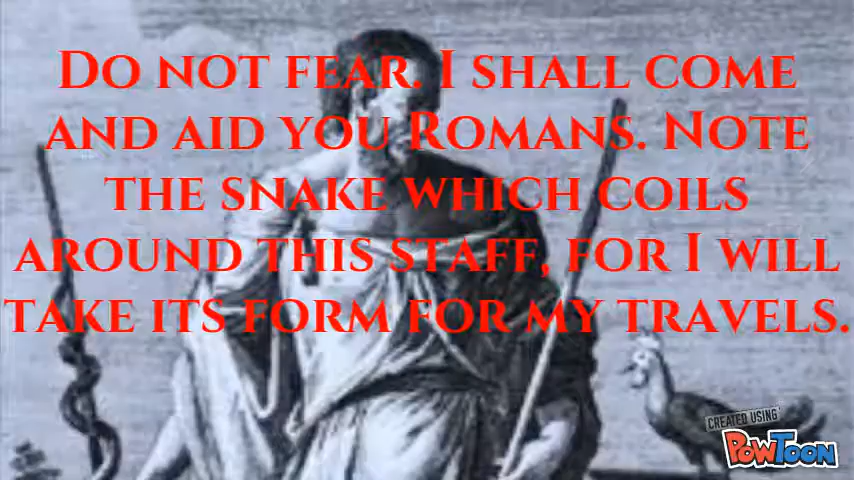 Do not fear. I shall come
and aid you Romans. Note
the snake which coils
around this staff, for I will
take its form for my travels.
CREATED USING
PowToon